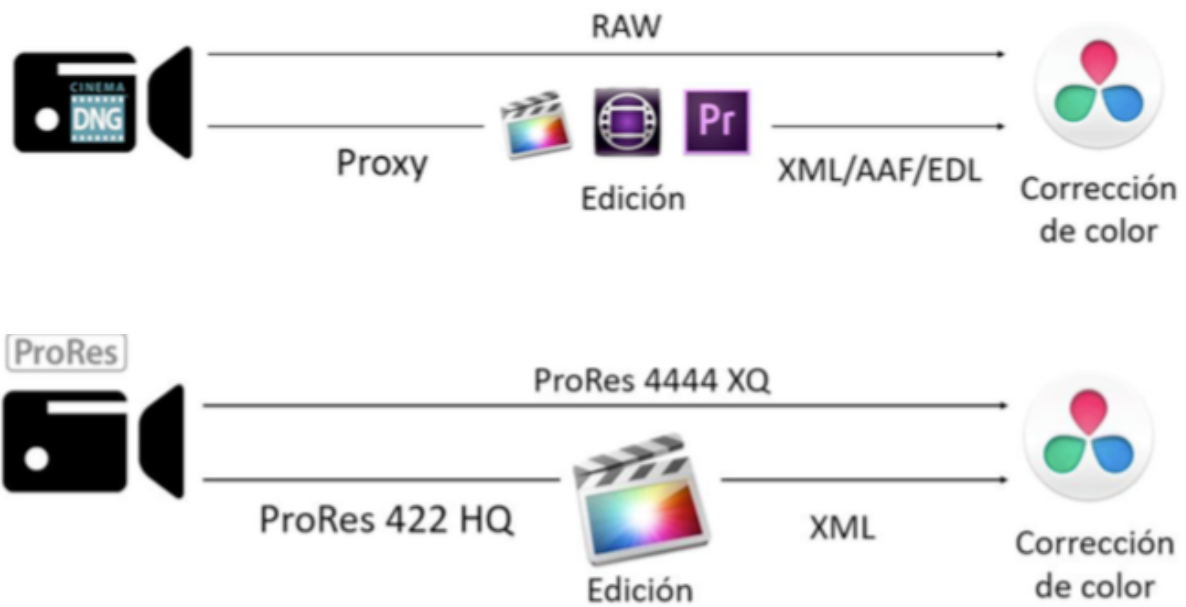 RAW
CINEMA
DNG
Pr
Proxy
XML/AAF/EDL
Edición
Corrección
de color
ProRes
ProRes 4444 XQ
ProRes 422 HQ
XML
Edición
Corrección
de color